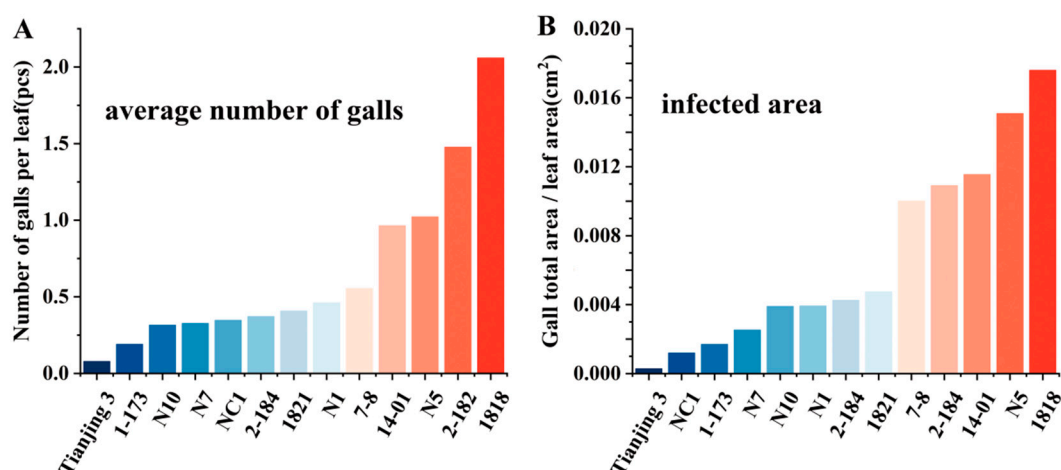 A
Number of galls per leaf(pcs)
2.0
1.5
1.0
0.5
0.0
average number of galls
Tianjing 3
1-173
N10
N7
NC1
2-184
1821
N1
7-8
14-01
N5
2-182
1818
B
Gall total area / leaf area(cm²)
0.020
0.016
0.012
0.008
0.004
0.000
infected area
Tianjing 3
NC1
1-173
N7
N10
N1
2-184
1821
7-8
2-184
14-01
N5
1818